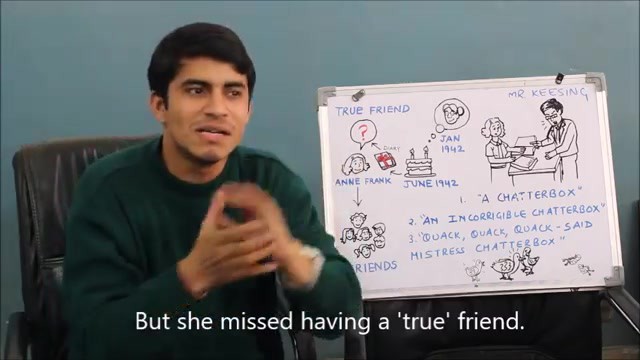 TRUE FRIEND
MR. KEESING
?
JAN
1942
DIARY
ANNE FRANK
JUNE 1942
1. "A CHATTERBOX"
2. "AN INCORRIGIBLE CHATTERBOX"
3. "QUACK, QUACK, QUACK - SAID
MISTRESS CHATTERBOX"
FRIENDS
But she missed having a 'true' friend.